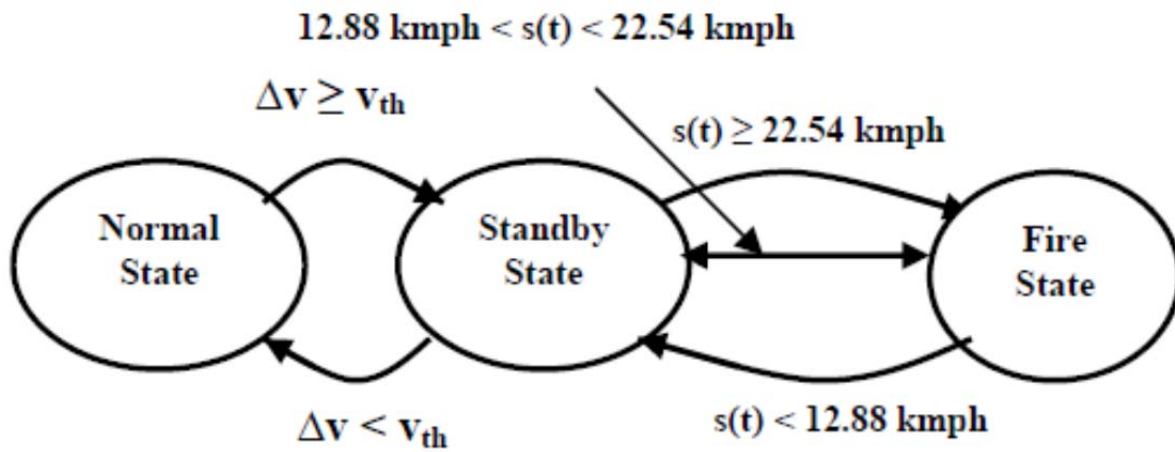 12.88 kmph < s(t) < 22.54 kmph
Δv ≥ vth
s(t) ≥ 22.54 kmph
Normal
State
Standby
State
Fire
State
Δv < vth
s(t) < 12.88 kmph